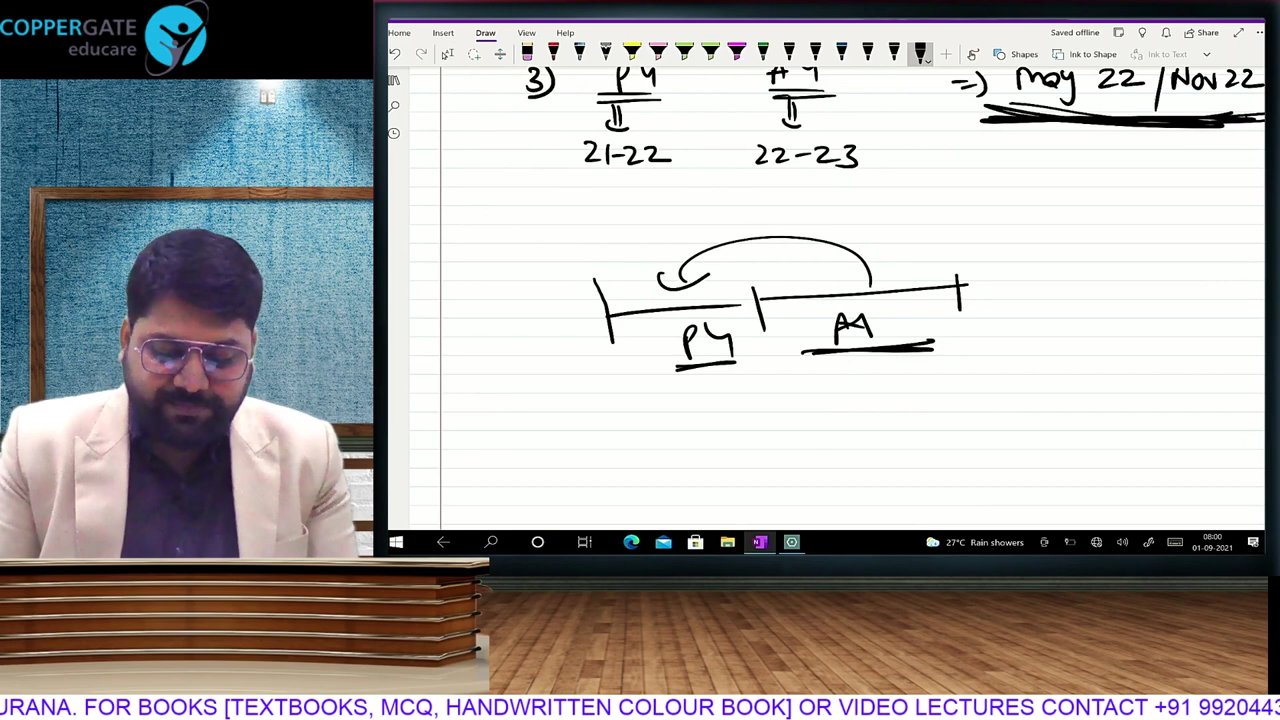 COPPERGATE
educare
Home Insert Draw View Help
Saved offline
Share
Shapes
Ink to Shape
Ink to Text
3) PY AY => May 22 / Nov 22
21-22 22-23
PY
27°C Rain showers
08:00
01-09-2021
URANA. FOR BOOKS [TEXTBOOKS, MCQ, HANDWRITTEN COLOUR BOOK] OR VIDEO LECTURES CONTACT +91 9920443